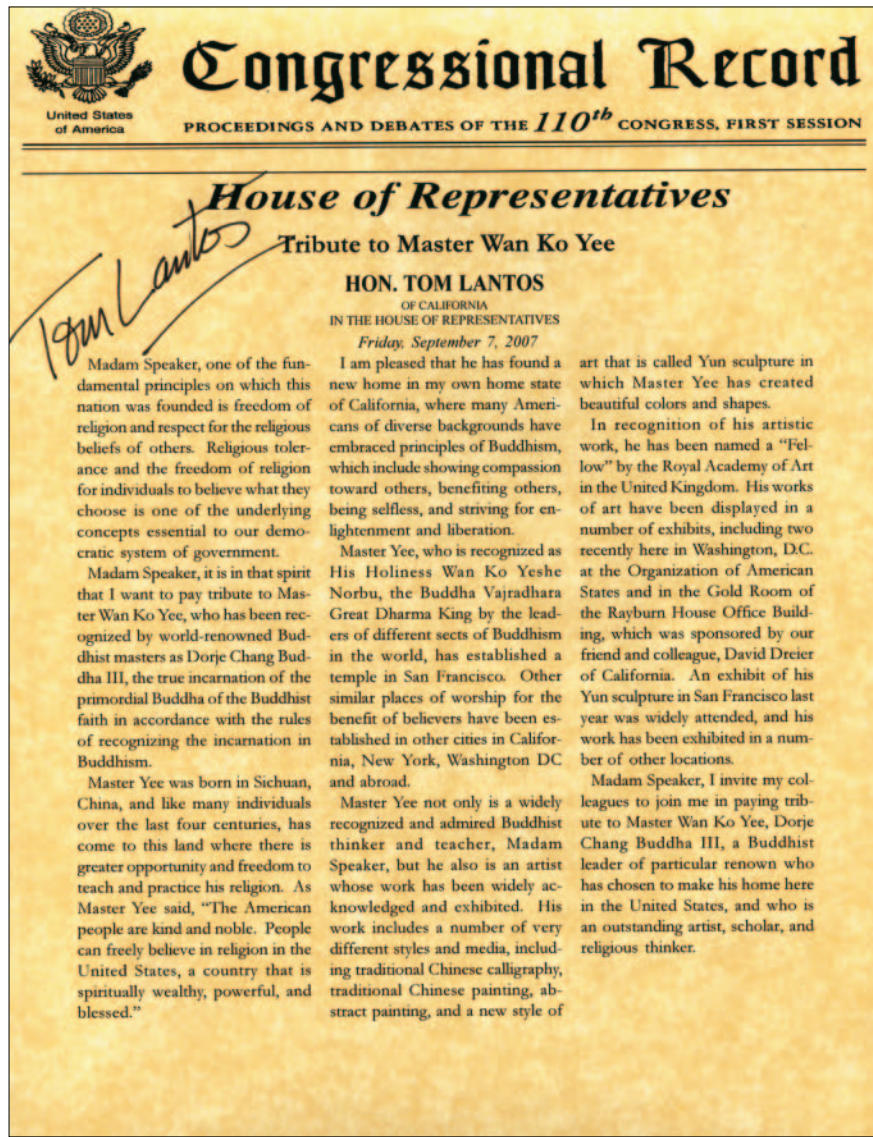 United States
of America
Congressional Record
PROCEEDINGS AND DEBATES OF THE 110th CONGRESS, FIRST SESSION
House of Representatives
Tom Lantos
Tribute to Master Wan Ko Yee
HON. TOM LANTOS
OF CALIFORNIA
IN THE HOUSE OF REPRESENTATIVES
Friday, September 7, 2007
Madam Speaker, one of the fun-
damental principles on which this
nation was founded is freedom of
religion and respect for the religious
beliefs of others. Religious toler-
ance and the freedom of religion
for individuals to believe what they
choose is one of the underlying
concepts essential to our demo-
cratic system of government.
Madam Speaker, it is in that spirit
that I want to pay tribute to Mas-
ter Wan Ko Yee, who has been rec-
ognized by world-renowned Bud-
dhist masters as Dorje Chang Bud-
dha III, the true incarnation of the
primordial Buddha of the Buddhist
faith in accordance with the rules
of recognizing the incarnation in
Buddhism.
Master Yee was born in Sichuan,
China, and like many individuals
over the last four centuries, has
come to this land where there is
greater opportunity and freedom to
teach and practice his religion. As
Master Yee said, “The American
people are kind and noble. People
can freely believe in religion in the
United States, a country that is
spiritually wealthy, powerful, and
blessed.”
I am pleased that he has found a
new home in my own home state
of California, where many Ameri-
cans of diverse backgrounds have
embraced principles of Buddhism,
which include showing compassion
toward others, benefiting others,
being selfless, and striving for en-
lightenment and liberation.
Master Yee, who is recognized as
His Holiness Wan Ko Yeshe
Norbu, the Buddha Vajradhara
Great Dharma King by the lead-
ers of different sects of Buddhism
in the world, has established a
temple in San Francisco. Other
similar places of worship for the
benefit of believers have been es-
tablished in other cities in Califor-
nia, New York, Washington DC
and abroad.
Master Yee not only is a widely
recognized and admired Buddhist
thinker and teacher, Madam
Speaker, but he also is an artist
whose work has been widely ac-
knowledged and exhibited. His
work includes a number of very
different styles and media, includ-
ing traditional Chinese calligraphy,
traditional Chinese painting, ab-
stract painting, and a new style of
art that is called Yun sculpture in
which Master Yee has created
beautiful colors and shapes.
In recognition of his artistic
work, he has been named a “Fel-
low” by the Royal Academy of Art
in the United Kingdom. His works
of art have been displayed in a
number of exhibits, including two
recently here in Washington, D.C.
at the Organization of American
States and in the Gold Room of
the Rayburn House Office Build-
ing, which was sponsored by our
friend and colleague, David Dreier
of California. An exhibit of his
Yun sculpture in San Francisco last
year was widely attended, and his
work has been exhibited in a num-
ber of other locations.
Madam Speaker, I invite my col-
leagues to join me in paying trib-
ute to Master Wan Ko Yee, Dorje
Chang Buddha III, a Buddhist
leader of particular renown who
has chosen to make his home here
in the United States, and who is
an outstanding artist, scholar, and
religious thinker.